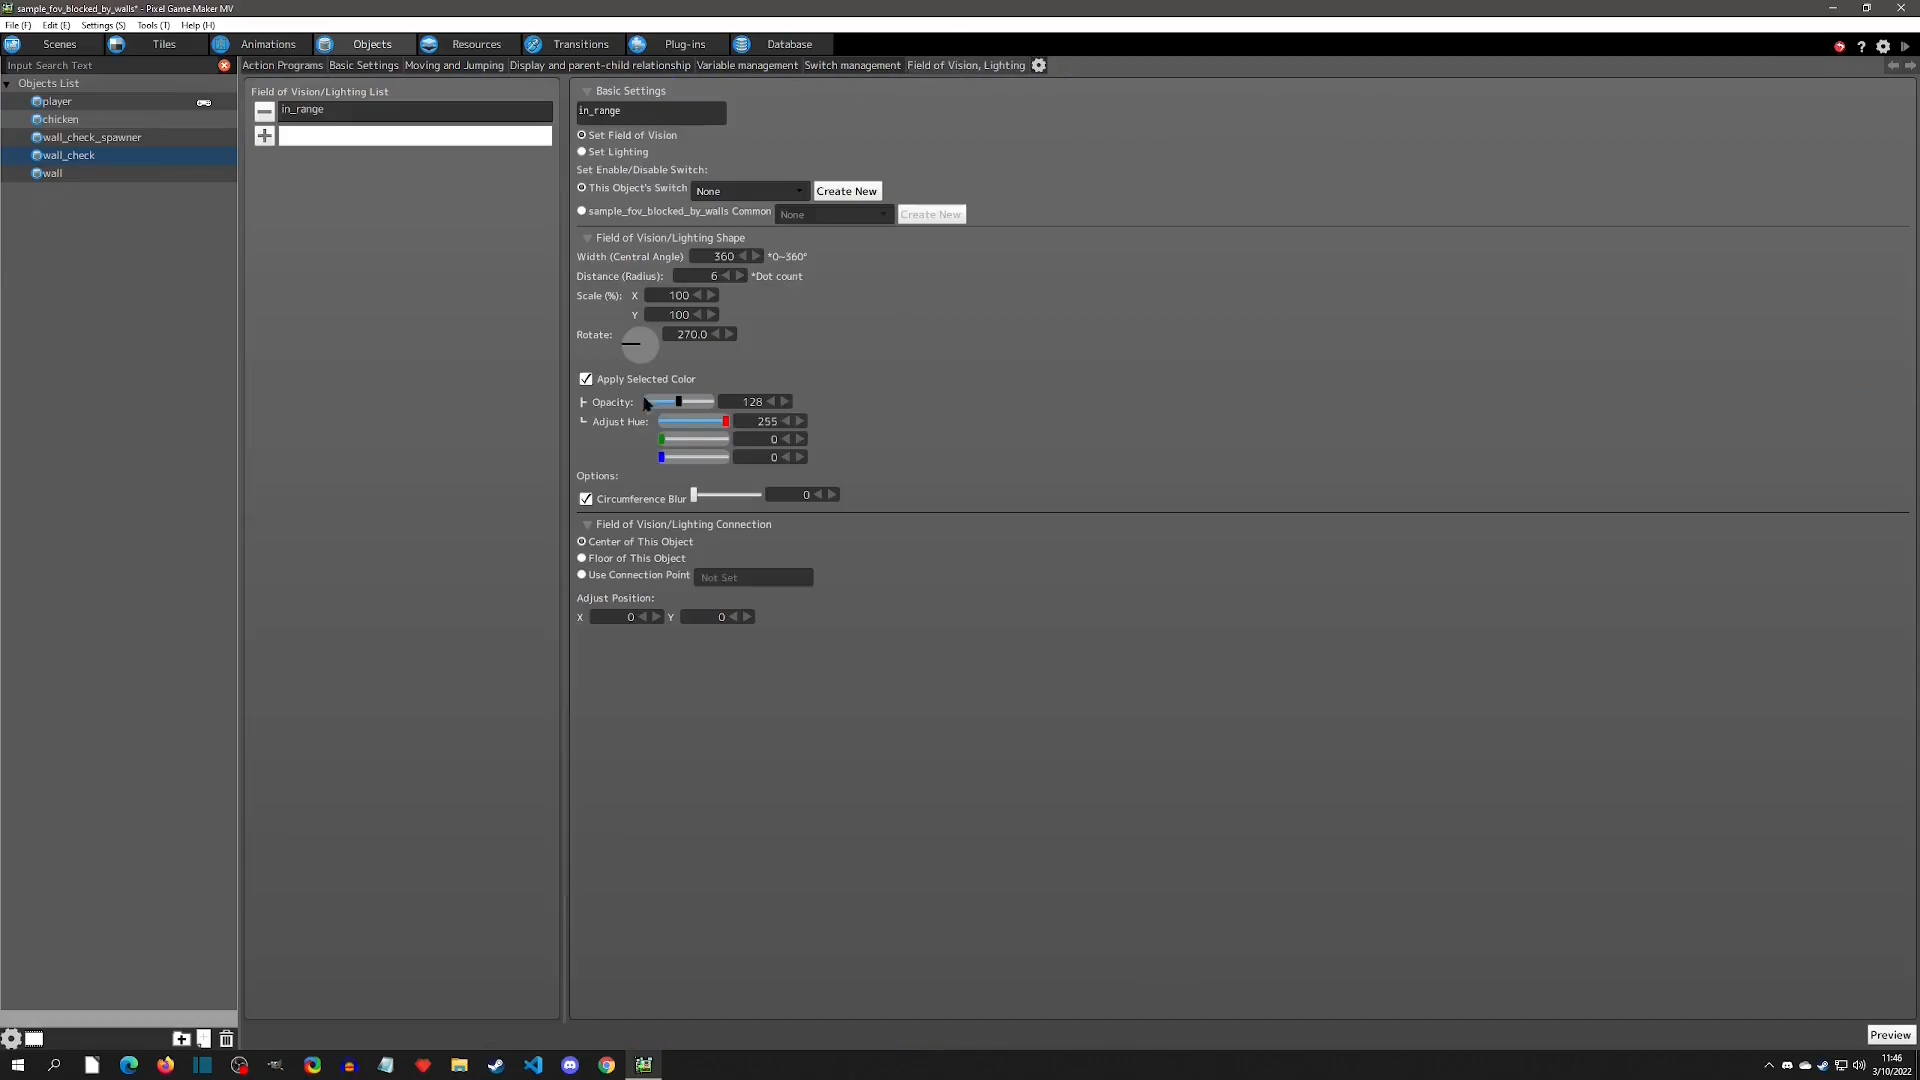 sample_fov_blocked_by_walls* - Pixel Game Maker MV
File (F) Edit (E) Settings (S) Tools (T) Help (H)
Scenes Tiles Animations Objects Resources Transitions Plug-ins Database
Input Search Text
Action Programs Basic Settings Moving and Jumping Display and parent-child relationship Variable management Switch management Field of Vision, Lighting
Objects List
player
chicken
wall_check_spawner
wall_check
wall
Field of Vision/Lighting List
in_range
Basic Settings
in_range
Set Field of Vision
Set Lighting
Set Enable/Disable Switch:
This Object's Switch None Create New
sample_fov_blocked_by_walls Common None Create New
Field of Vision/Lighting Shape
Width (Central Angle) 360 *0~360°
Distance (Radius): 6 *Dot count
Scale (%): X 100
Y 100
Rotate: 270.0
Apply Selected Color
Opacity: 128
Adjust Hue: 255
0
0
Options:
Circumference Blur 0
Field of Vision/Lighting Connection
Center of This Object
Floor of This Object
Use Connection Point Not Set
Adjust Position:
X 0 Y 0
Preview
11:46
3/10/2022